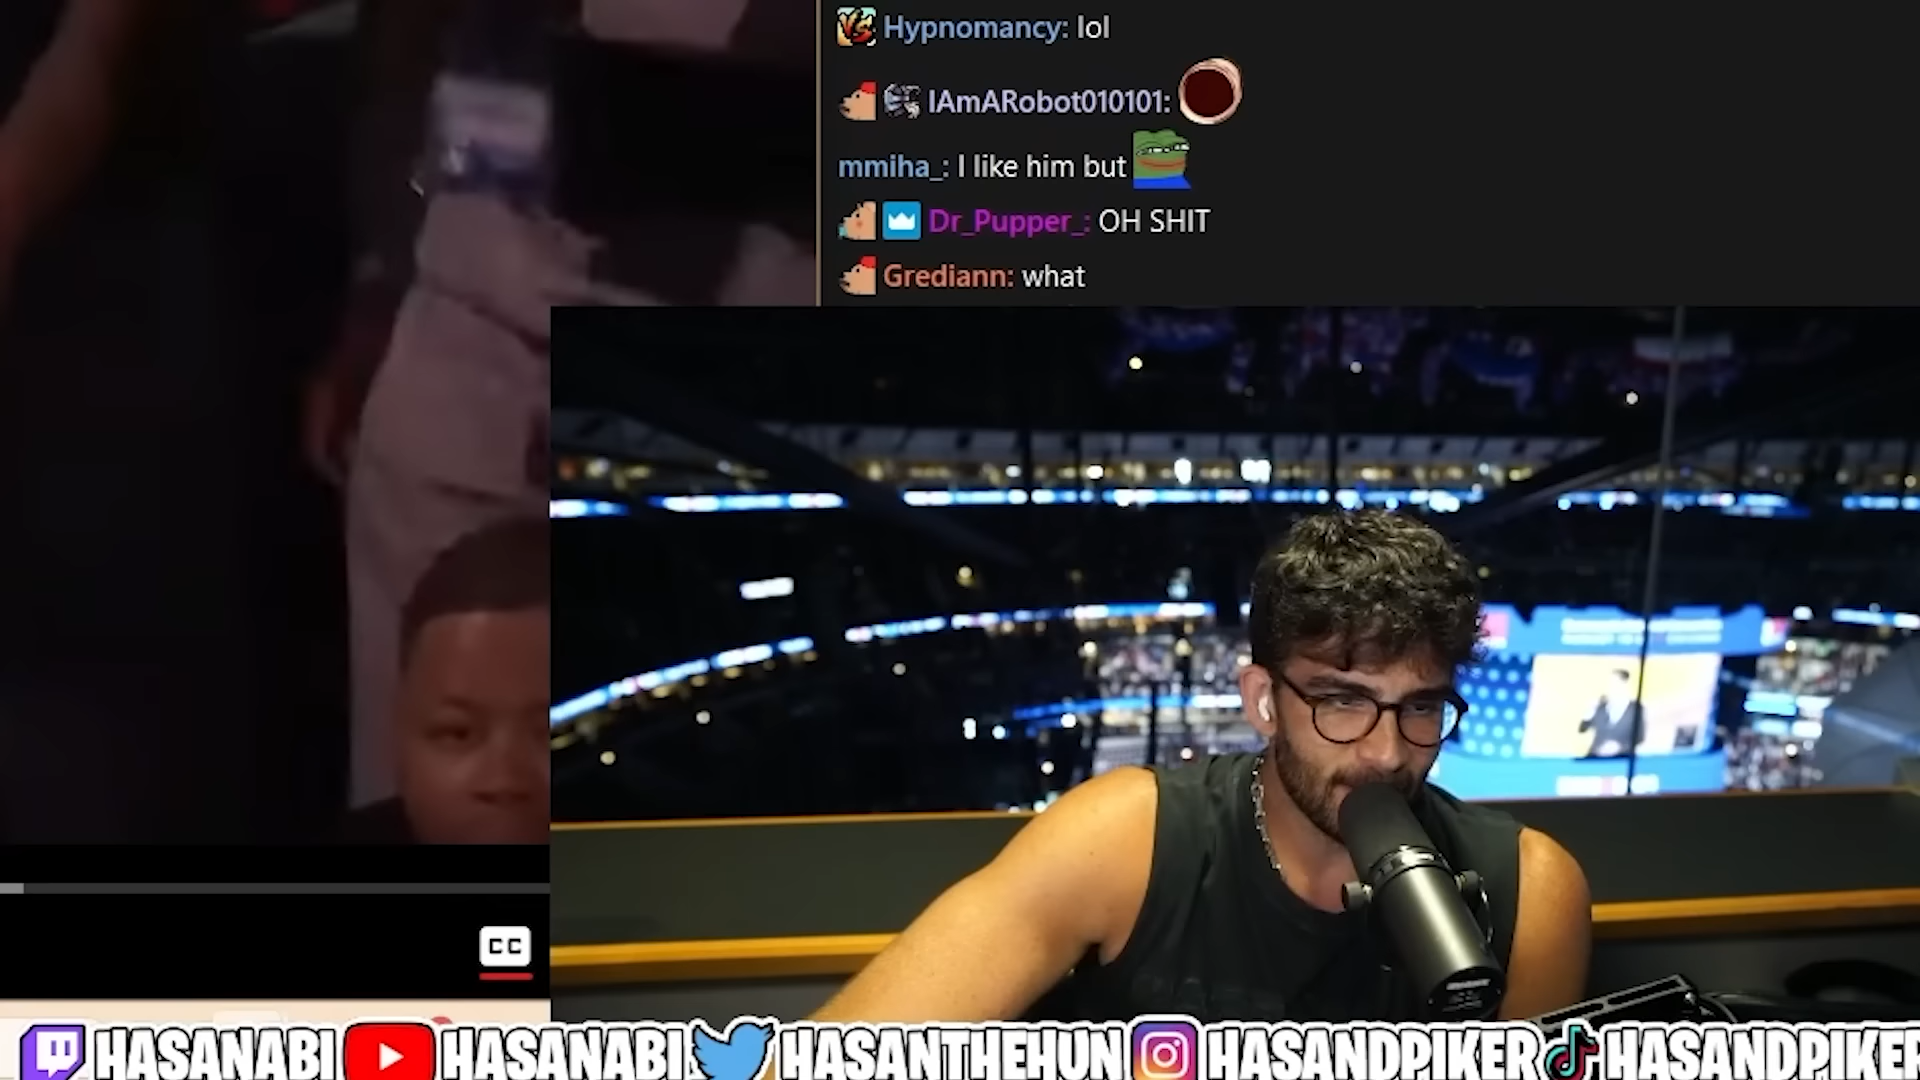 Hypnomancy: lol
IAmARobot010101:
mmiha_: I like him but
Dr_Pupper_: OH SHIT
Grediann: what
CC
HASANABI HASANABI HASANTHEHUN HASANDPIKER HASANDPIKER